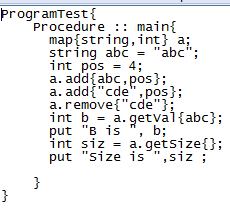 ProgramTest{
Procedure :: main{
map{string,int} a;
string abc = "abc";
int pos = 4;
a.add{abc,pos};
a.add{"cde",pos};
a.remove{"cde"};
int b = a.getVal{abc};
put "B is ", b;
int siz = a.getSize{};
put "Size is ",siz ;
}
}